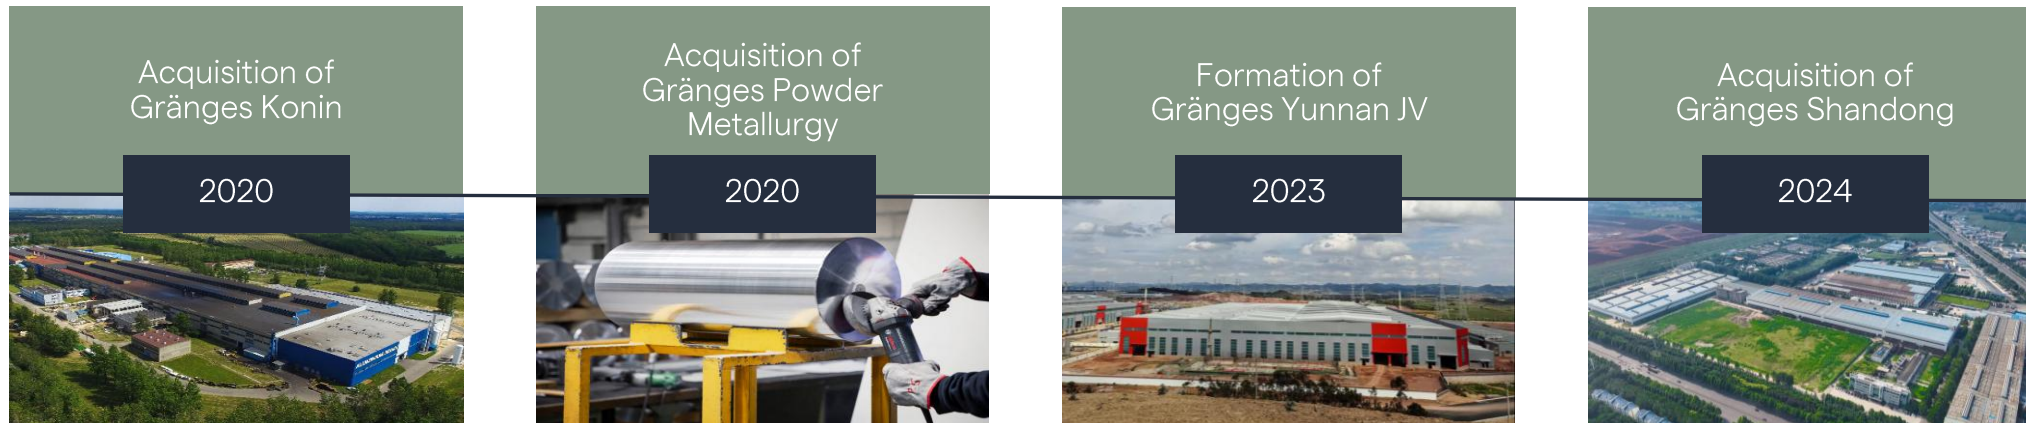 Acquisition of
Gränges Konin
2020
Acquisition of
Gränges Powder
Metallurgy
2020
Formation of
Gränges Yunnan JV
2023
Acquisition of
Gränges Shandong
2024